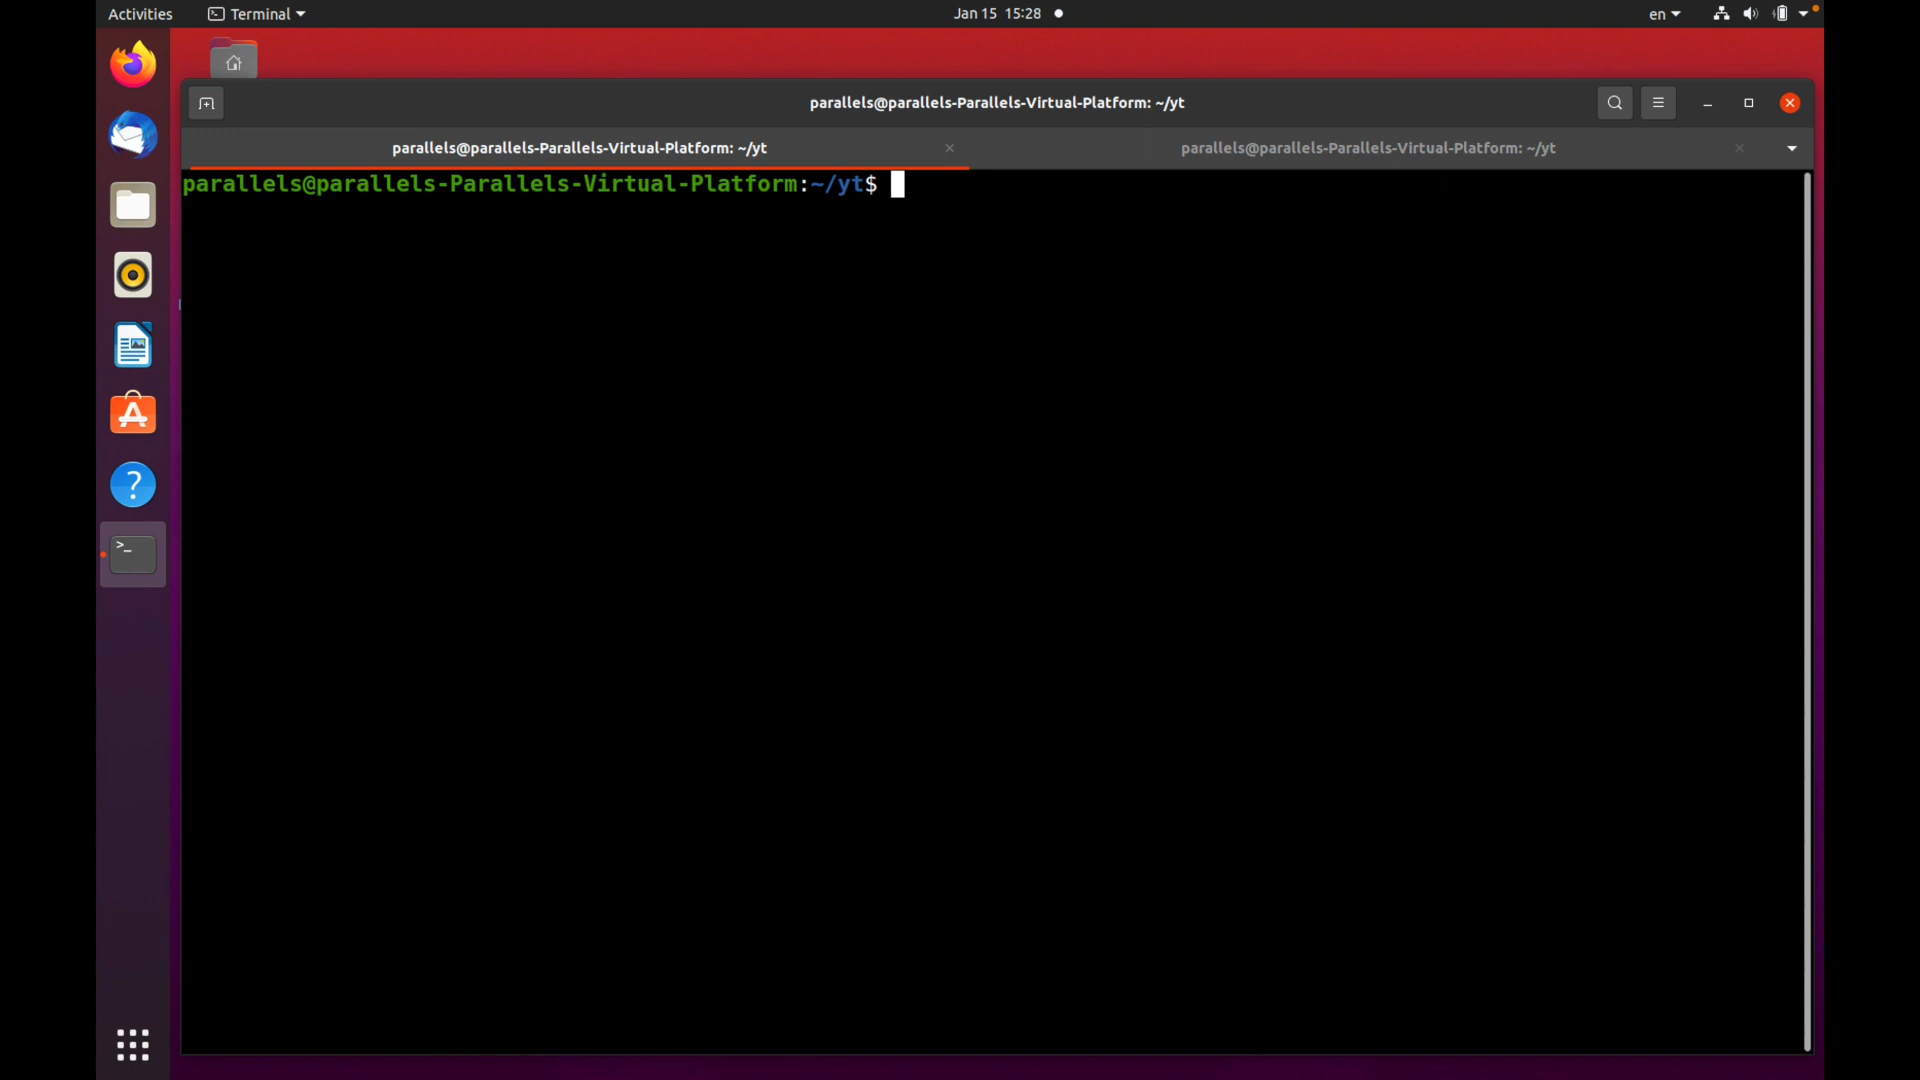 Activities
Terminal
Jan 15 15:28
en
parallels@parallels-Parallels-Virtual-Platform: ~/yt
parallels@parallels-Parallels-Virtual-Platform: ~/yt
parallels@parallels-Parallels-Virtual-Platform: ~/yt
parallels@parallels-Parallels-Virtual-Platform:~/yt$